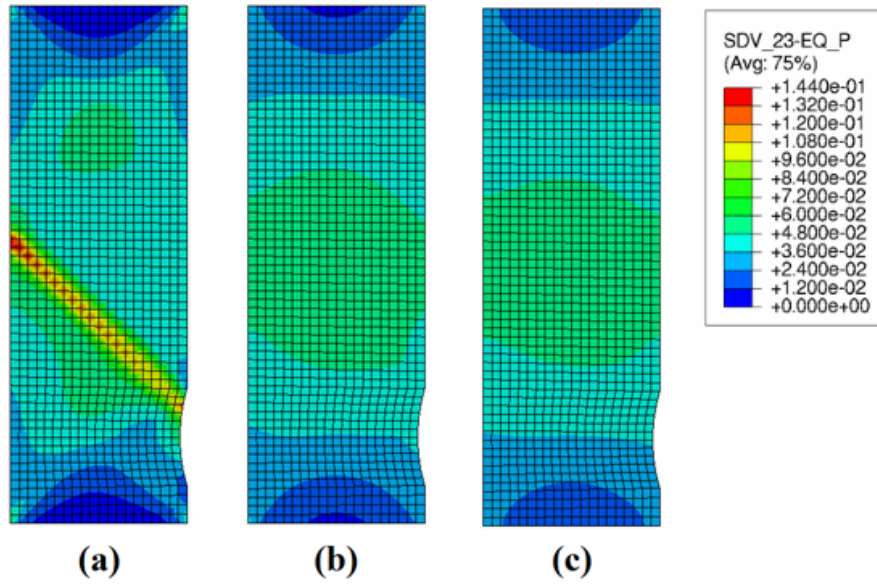 SDV_23-EQ_P
(Avg: 75%)
+1.440e-01
+1.320e-01
+1.200e-01
+1.080e-01
+9.600e-02
+8.400e-02
+7.200e-02
+6.000e-02
+4.800e-02
+3.600e-02
+2.400e-02
+1.200e-02
+0.000e+00
(a) (b) (c)